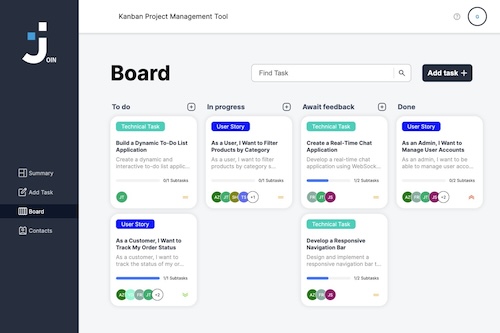 Kanban Project Management Tool
G
J
OIN
Summary
Add Task
Board
Contacts
Board
Find Task
Add task +
To do
In progress
Await feedback
Done
Technical Task
Build a Dynamic To-Do List
Application
Create a dynamic and
interactive to-do list applic...
0/1 Subtasks
JT
User Story
As a Customer, I Want to
Track My Order Status
As a customer, I want to
track the status of my or...
1/1 Subtasks
AZ
FR
JT
+2
User Story
As a User, I Want to Filter
Products by Category
As a user, I want to filter
products by category s...
0/1 Subtasks
AZ
JT
SH
TS
+1
Technical Task
Create a Real-Time Chat
Application
Develop a real-time chat
application using WebSock...
1/2 Subtasks
FR
JT
JS
Technical Task
Develop a Responsive
Navigation Bar
Design and implement a
responsive navigation bar t...
1/2 Subtasks
AZ
FR
JS
User Story
As an Admin, I Want to
Manage User Accounts
As an admin, I want to be
able to manage user acco...
0/2 Subtasks
AZ
FR
JT
JS
+2